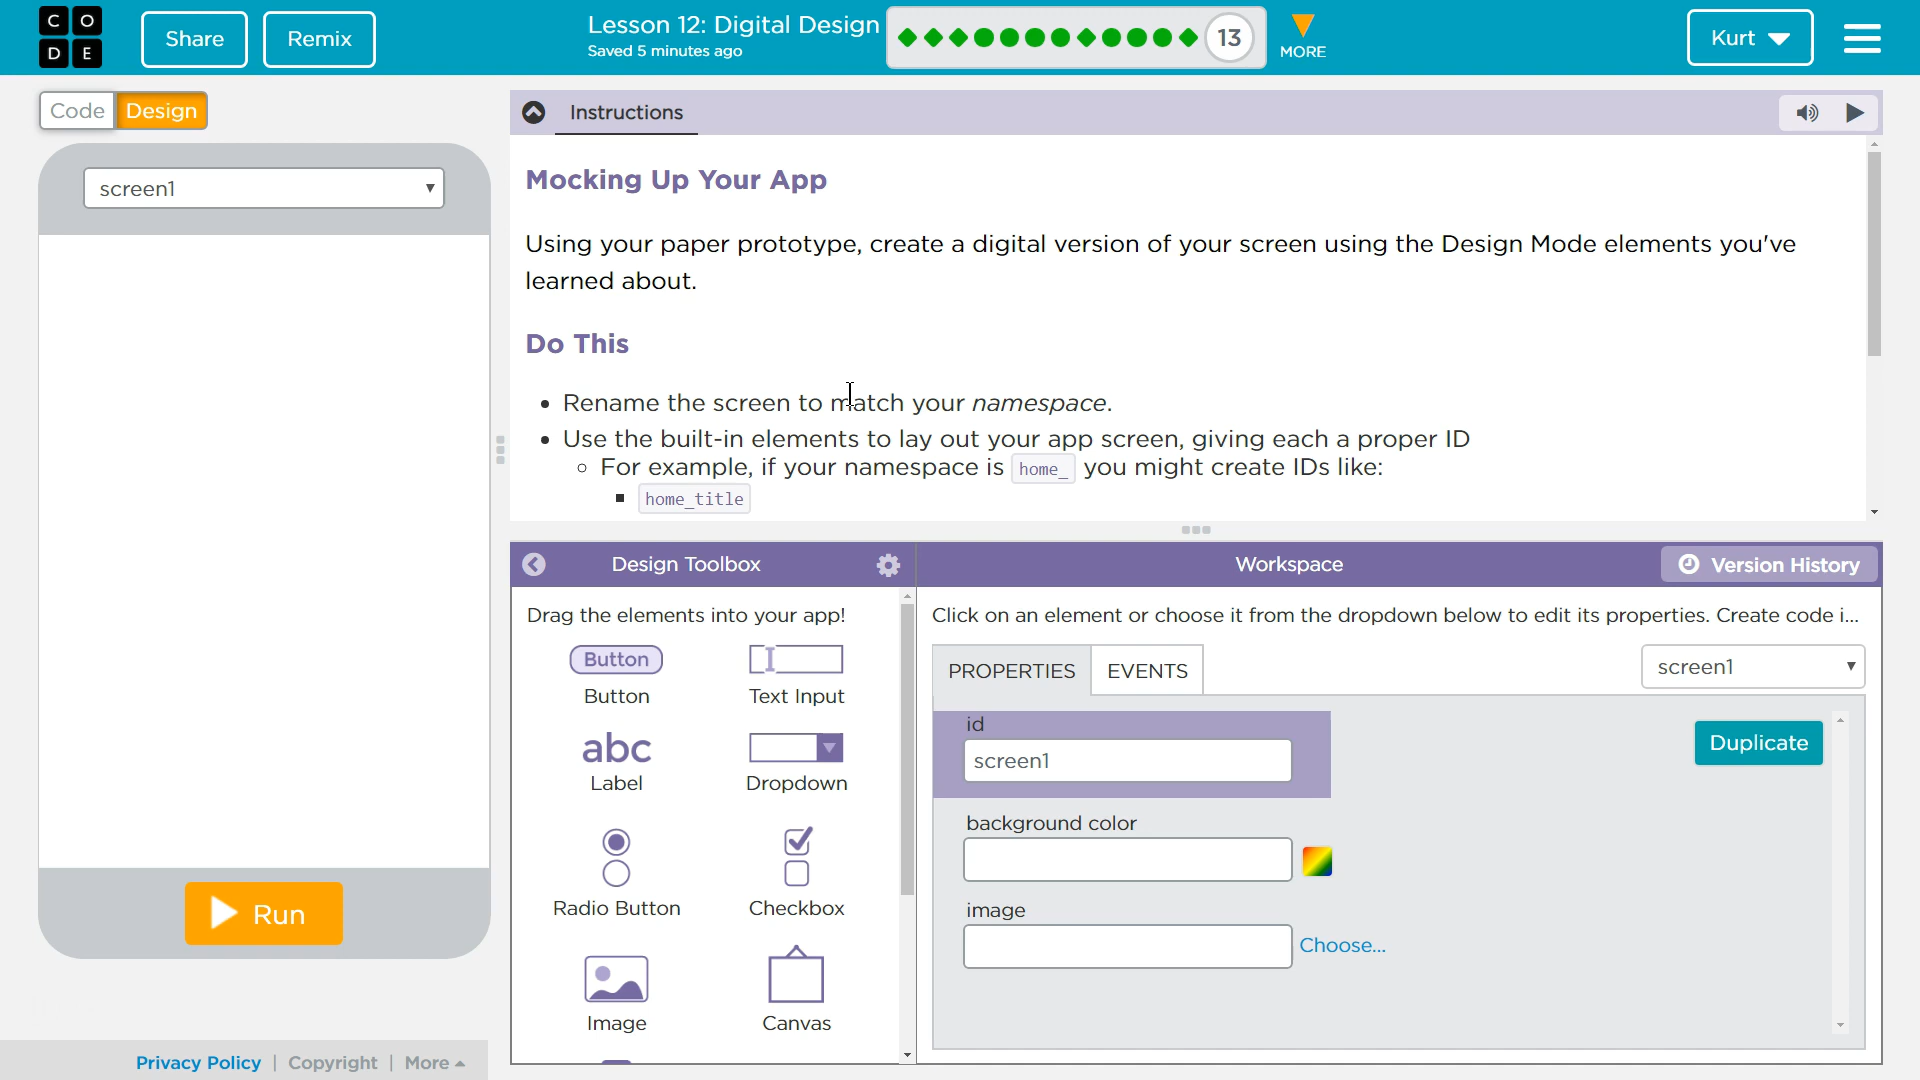 C O
D E
Share
Remix
Lesson 12: Digital Design
Saved 5 minutes ago
13
MORE
Kurt
Code
Design
screen1
Run
Privacy Policy | Copyright | More
Instructions
Mocking Up Your App
Using your paper prototype, create a digital version of your screen using the Design Mode elements you've
learned about.
Do This
Rename the screen to match your namespace.
Use the built-in elements to lay out your app screen, giving each a proper ID
For example, if your namespace is home_ you might create IDs like:
home_title
Design Toolbox
Workspace
Version History
Drag the elements into your app!
Button
Button
Text Input
abc
Label
Dropdown
Radio Button
Checkbox
Image
Canvas
Click on an element or choose it from the dropdown below to edit its properties. Create code i...
PROPERTIES
EVENTS
screen1
id
screen1
Duplicate
background color
image
Choose...